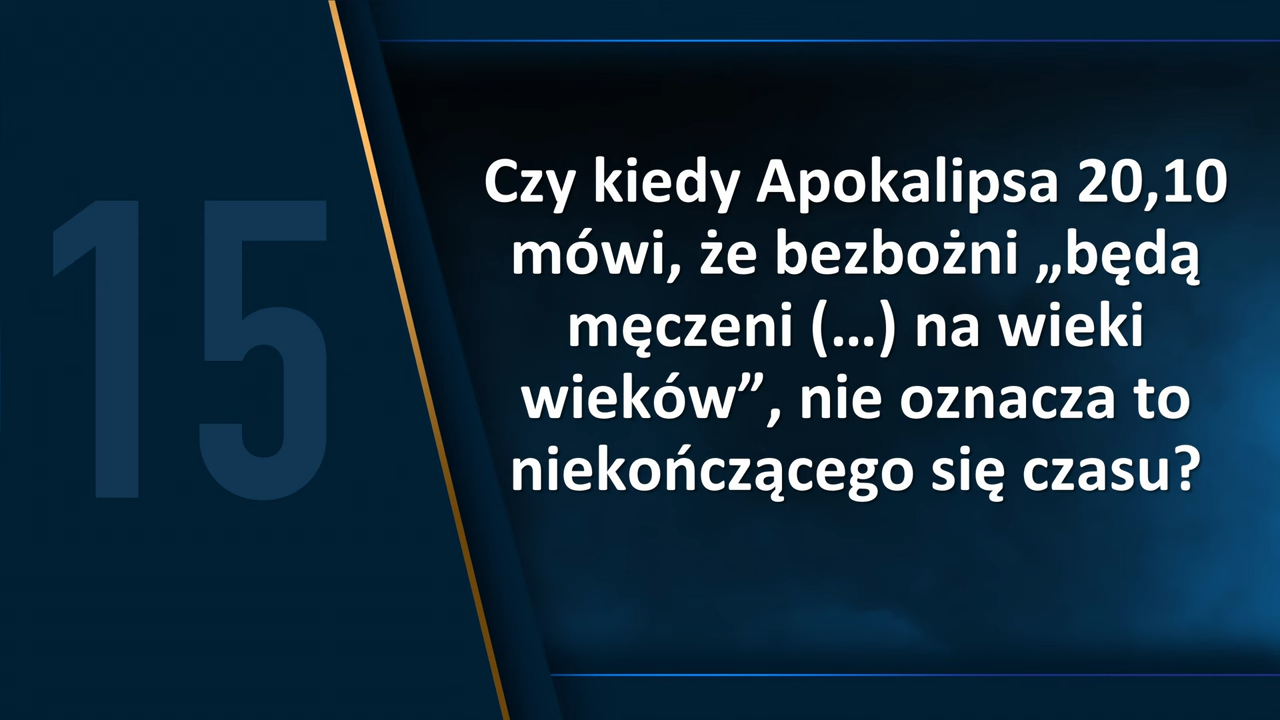 15
Czy kiedy Apokalipsa 20,10
mówi, że bezbożni „będą
męczeni (...) na wieki
wieków”, nie oznacza to
niekończącego się czasu?